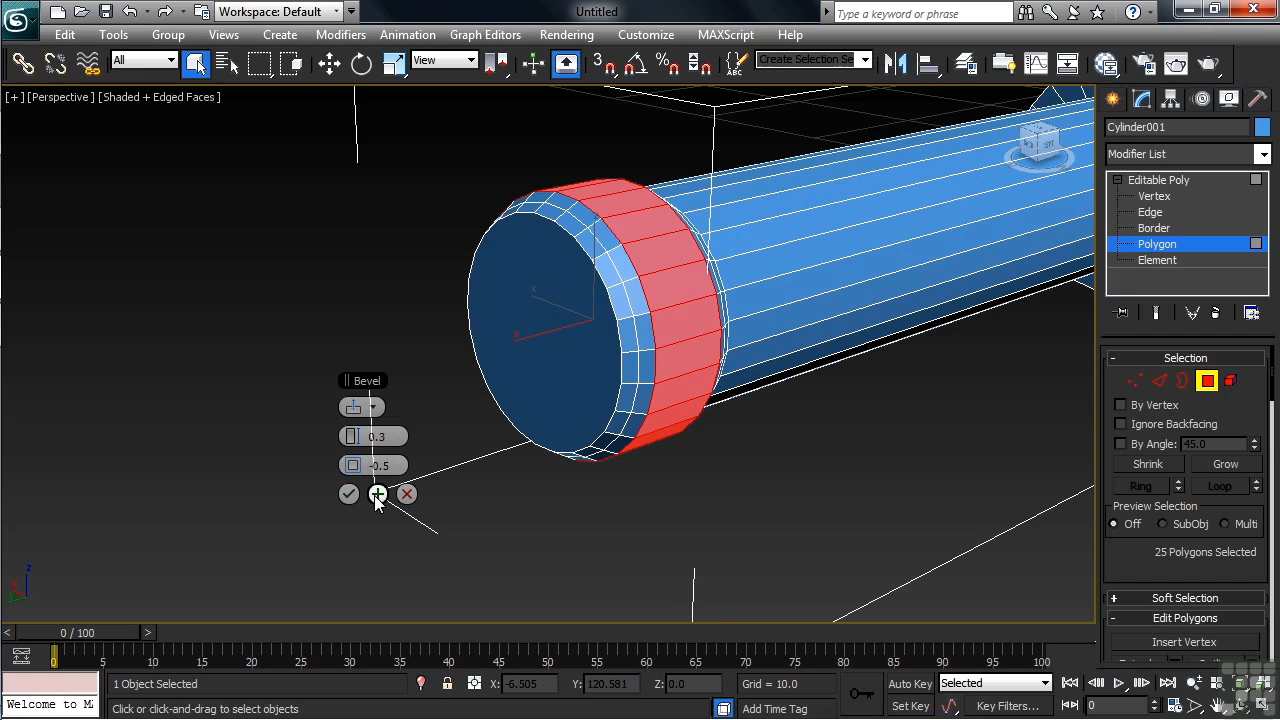 Workspace: Default
Untitled
Type a keyword or phrase
Edit Tools Group Views Create Modifiers Animation Graph Editors Rendering Customize MAXScript Help
All
View
3
Create Selection Se
[+] [Perspective] [Shaded + Edged Faces]
Cylinder001
Modifier List
Editable Poly
Vertex
Edge
Border
Polygon
Element
Bevel
0.3
-0.5
Selection
By Vertex
Ignore Backfacing
By Angle: 45.0
Shrink Grow
Ring Loop
Preview Selection
Off SubObj Multi
25 Polygons Selected
Soft Selection
Edit Polygons
Insert Vertex
x
z
< 0 / 100 >
0 5 10 15 20 25 30 35 40 45 50 55 60 65 70 75 80 85 90 95 100
1 Object Selected X: -6.505 Y: 120.581 Z: 0.0 Grid = 10.0 Auto Key Selected
Welcome to M Click or click-and-drag to select objects Add Time Tag Set Key Key Filters... 0